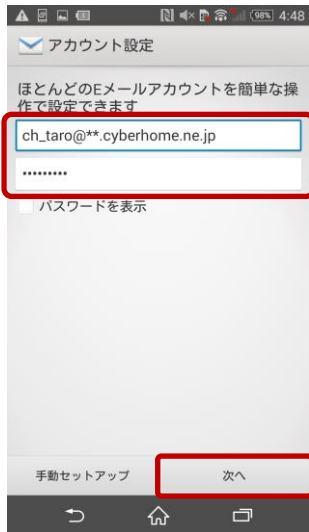 98% 4:48
アカウント設定
ほとんどのEメールアカウントを簡単な操
作で設定できます
ch_taro@**.cyberhome.ne.jp
•••••••••
パスワードを表示
手動セットアップ 次へ